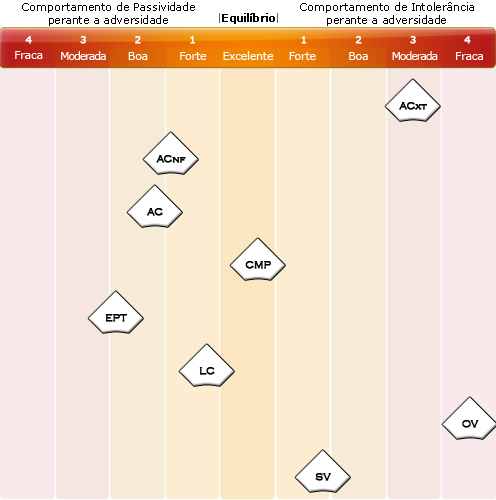 Comportamento de Passividade
perante a adversidade
|Equilíbrio|
Comportamento de Intolerância
perante a adversidade
4 3 2 1 1 2 3 4
Fraca Moderada Boa Forte Excelente Forte Boa Moderada Fraca
ACXT
ACNF
AC
CMP
EPT
LC
OV
SV